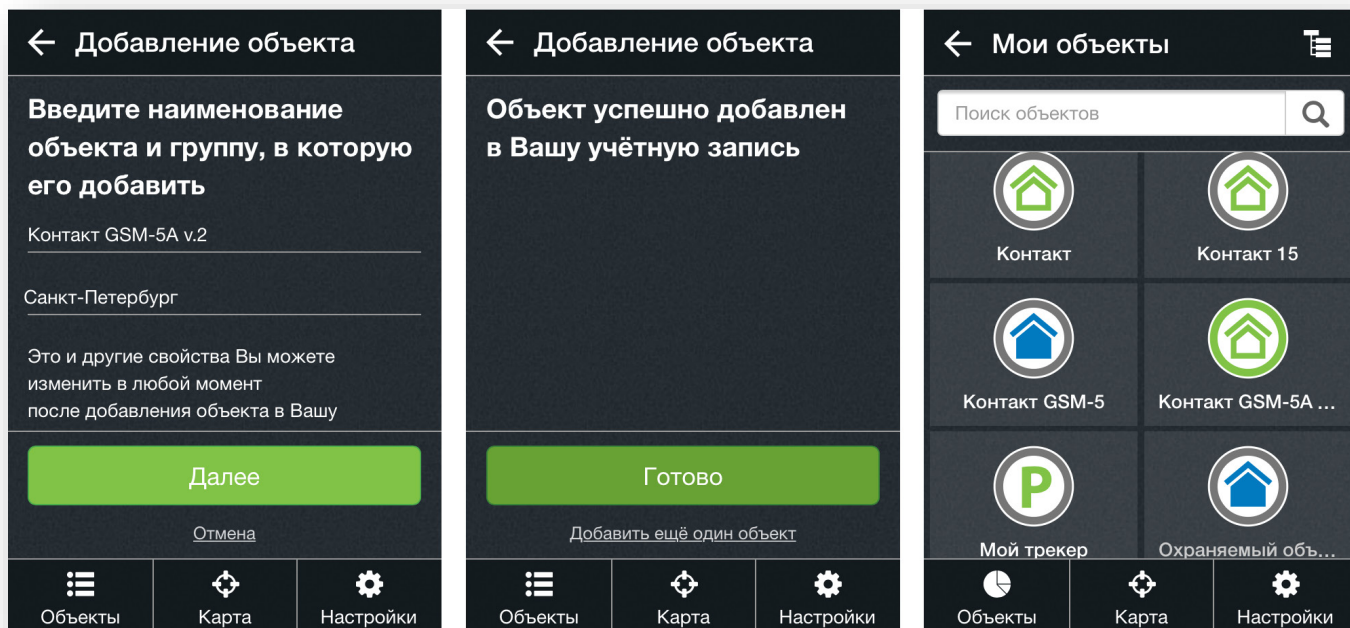 Добавление объекта
Введите наименование
объекта и группу, в которую
его добавить
Контакт GSM-5A v.2
Санкт-Петербург
Это и другие свойства Вы можете
изменить в любой момент
после добавления объекта в Вашу
Далее
Отмена
Объекты
Карта
Настройки
Добавление объекта
Объект успешно добавлен
в Вашу учётную запись
Готово
Добавить ещё один объект
Объекты
Карта
Настройки
Мои объекты
Поиск объектов
Контакт
Контакт 15
Контакт GSM-5
Контакт GSM-5A ...
P
Мой трекер
Охраняемый объ...
Объекты
Карта
Настройки